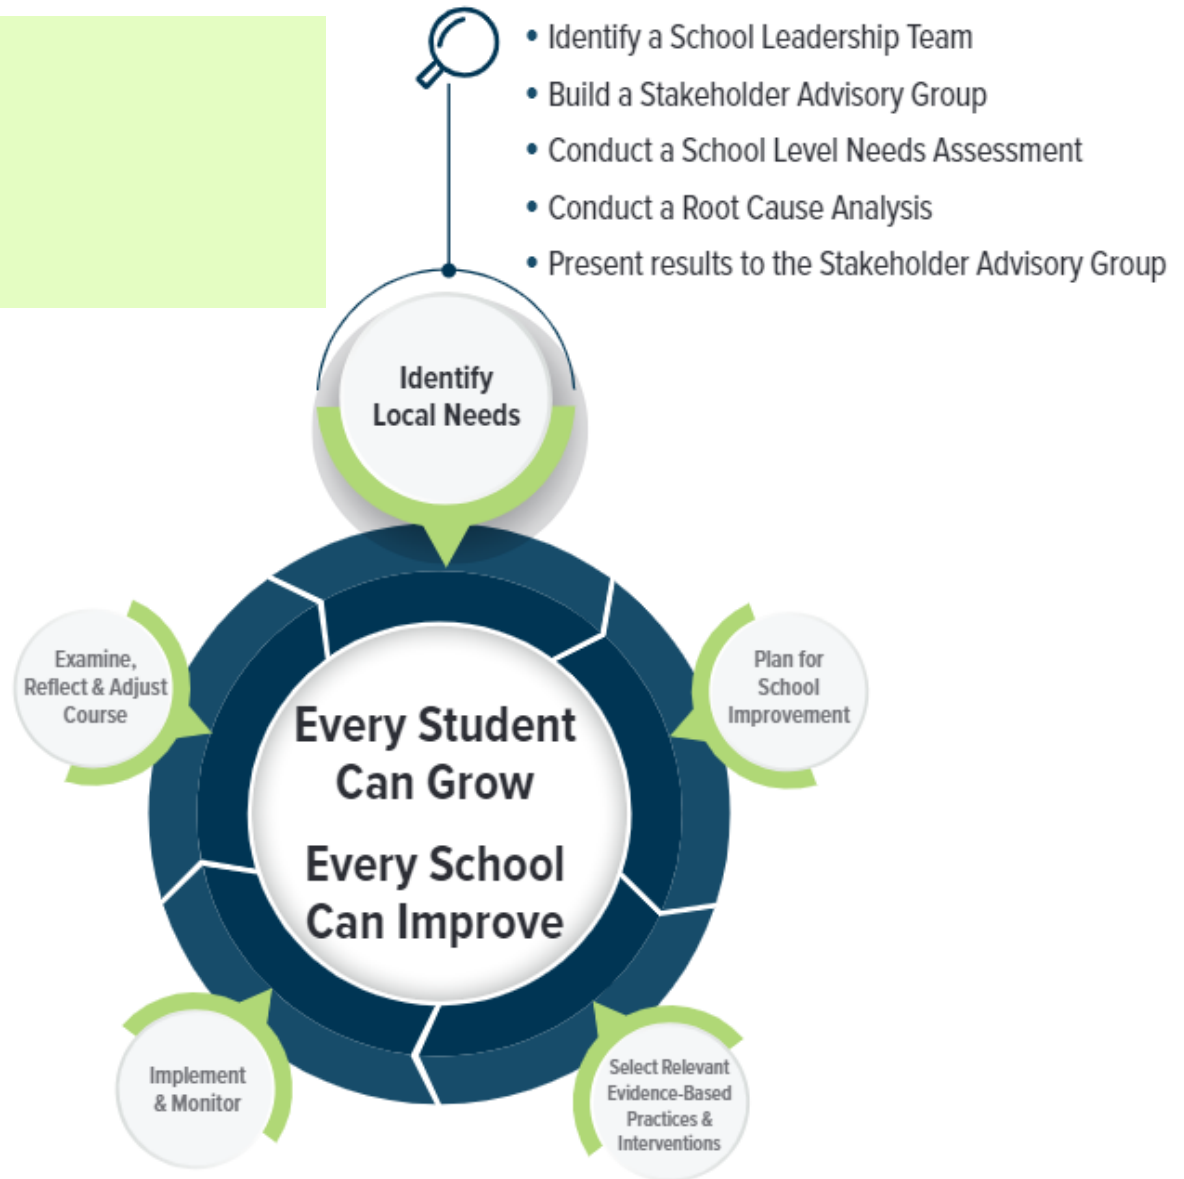 • Identify a School Leadership Team
• Build a Stakeholder Advisory Group
• Conduct a School Level Needs Assessment
• Conduct a Root Cause Analysis
• Present results to the Stakeholder Advisory Group
Identify
Local Needs
Examine,
Reflect & Adjust
Course
Plan for
School
Improvement
Every Student
Can Grow
Every School
Can Improve
Implement
& Monitor
Select Relevant
Evidence-Based
Practices &
Interventions